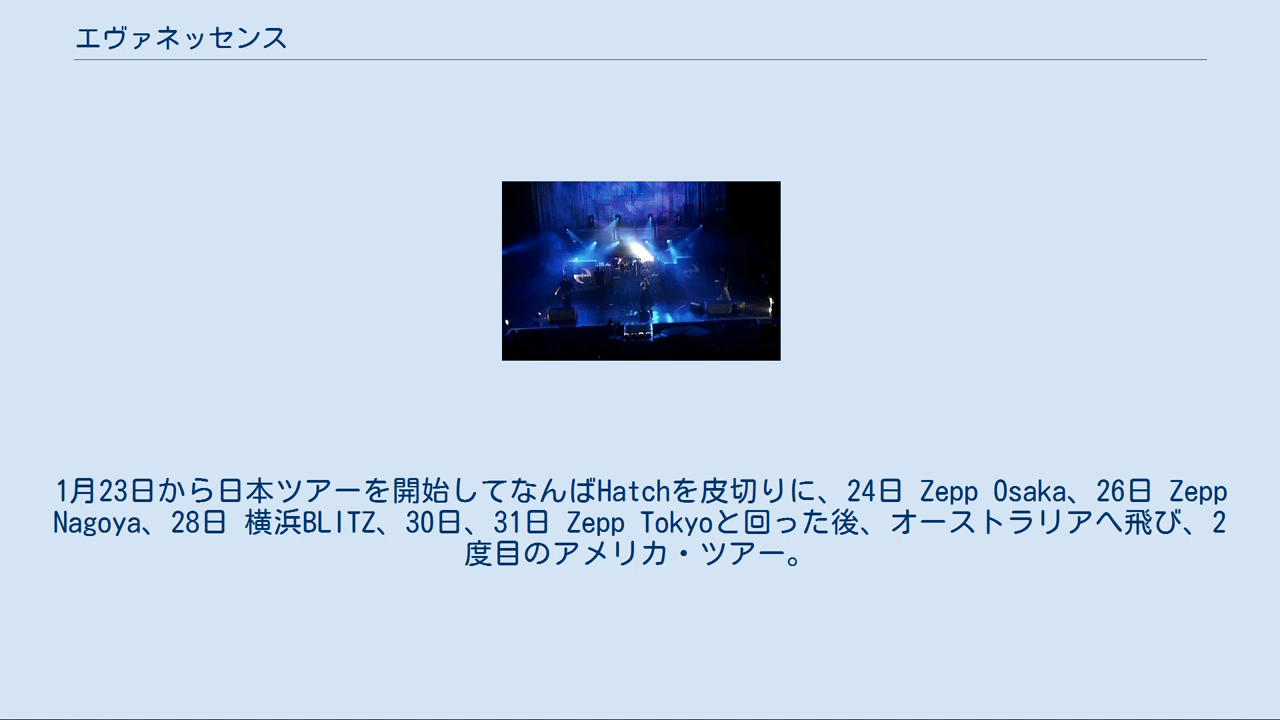 エヴァネッセンス
1月23日から日本ツアーを開始してなんばHatchを皮切りに、24日 Zepp Osaka、26日 Zepp
Nagoya、28日 横浜BLITZ、30日、31日 Zepp Tokyoと回った後、オーストラリアへ飛び、2
度目のアメリカ・ツアー。